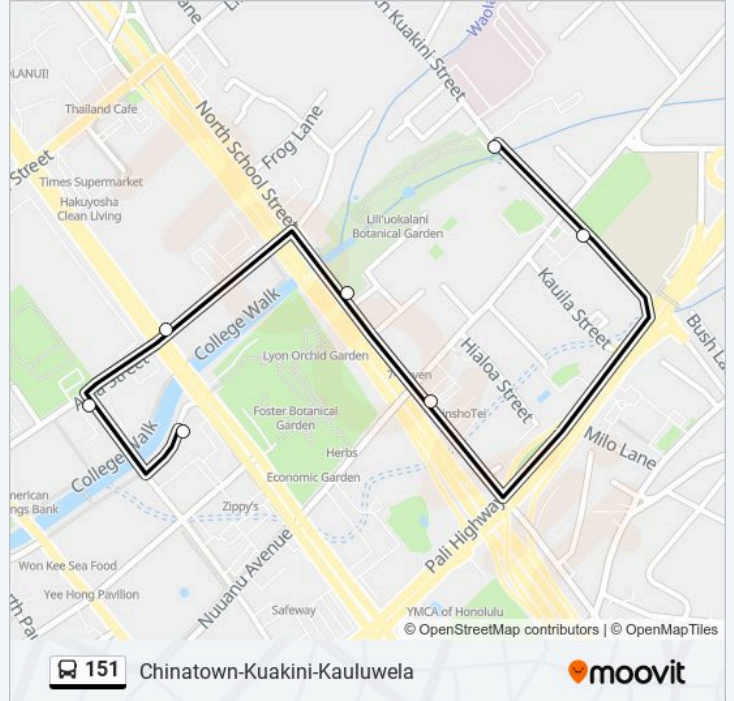 Kuakini Street
Waola
LANUI!
Thailand Cafe
North School Street
Frog Lane
Street
Times Supermarket
Hakuyosha
Clean Living
Lili'uokalani
Botanical Garden
College Walk
Kauila Street
Bush La
Lyon Orchid Garden
Hialoa Street
Foster Botanical
Garden
Herbs
Economic Garden
College Walk
Milo Lane
Zippy's
Pali Highway
Nuuanu Avenue
Won Kee Sea Food
Yee Hong Pavilion
Safeway
YMCA of Honolulu
© OpenStreetMap contributors | © OpenMapTiles
151 Chinatown-Kuakini-Kauluwela
moovit